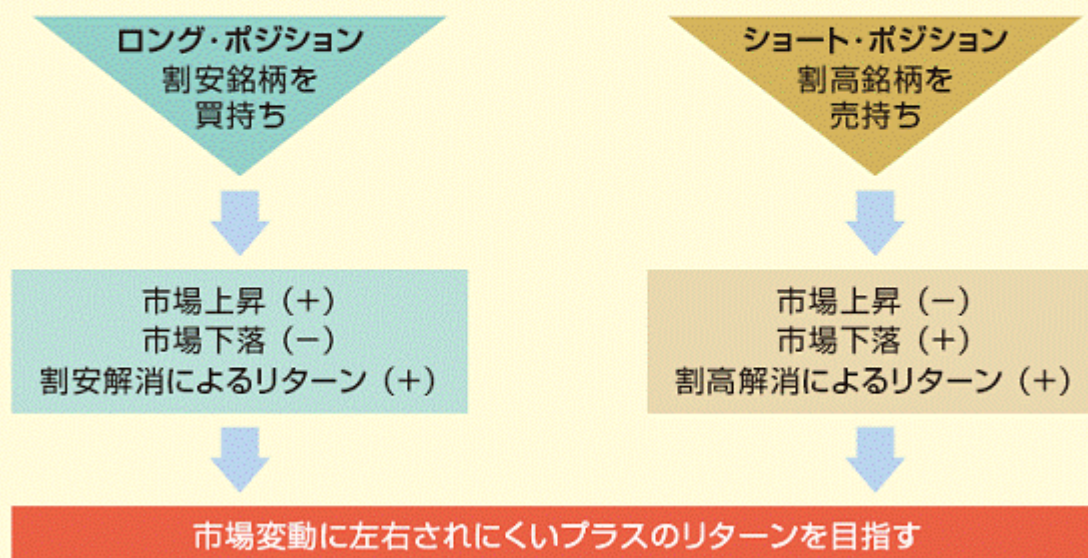 ロング・ポジション
割安銘柄を
買持ち
ショート・ポジション
割高銘柄を
売持ち
市場上昇（+）
市場下落（−）
割安解消によるリターン（+）
市場上昇（−）
市場下落（+）
割高解消によるリターン（+）
市場変動に左右されにくいプラスのリターンを目指す